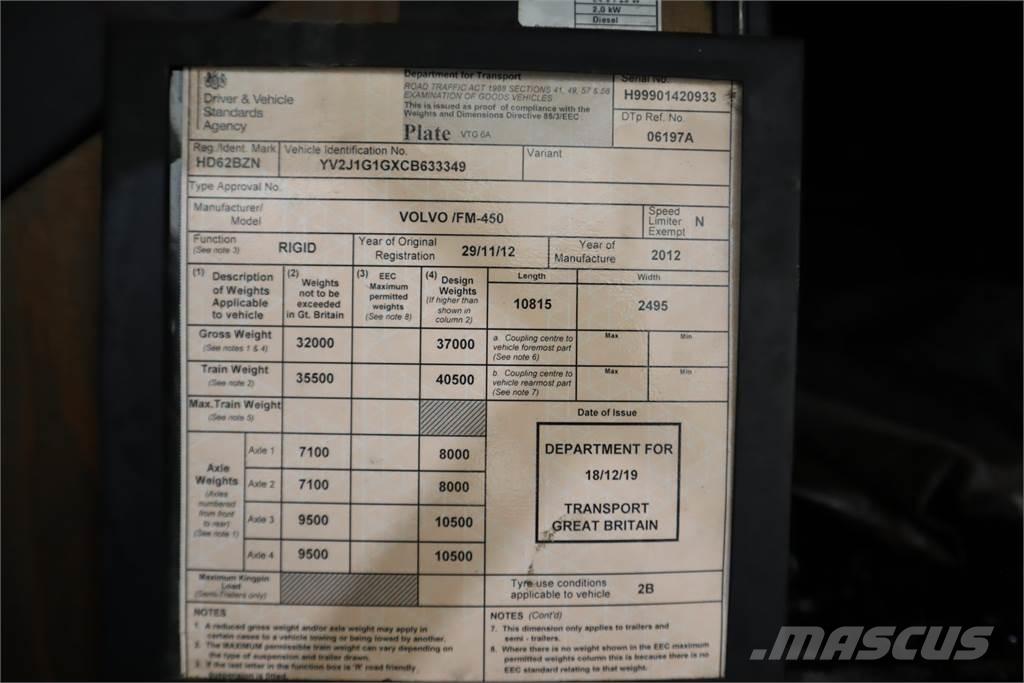 2,0 kW
Diesel
Driver & Vehicle
Standards
Agency
Department for Transport
ROAD TRAFFIC ACT 1988 SECTIONS 41, 49, 57 & 58
EXAMINATION OF GOODS VEHICLES
This is issued as proof of compliance with the
Weights and Dimensions Directive 85/3/EEC
Plate VTG 6A
Serial No.
H99901420933
DTp Ref. No.
06197A
Reg./Ident. Mark
HD62BZN
Vehicle Identification No.
YV2J1G1GXCB633349
Variant
Type Approval No.
Manufacturer/
Model
VOLVO /FM-450
Speed
Limiter
Exempt
N
Function
(See note 3)
RIGID
Year of Original
Registration
29/11/12
Year of
Manufacture
2012
(1) Description
of Weights
Applicable
to vehicle
(2) Weights
not to be
exceeded
in Gt. Britain
(3) EEC
Maximum
permitted
weights
(See note 8)
(4) Design
Weights
(If higher than
shown in
column 2)
Length
10815
Width
2495
Gross Weight
(See notes 1 & 4)
32000
37000
a. Coupling centre to
vehicle foremost part
(See note 6)
Max
Min
Train Weight
(See note 2)
35500
40500
b. Coupling centre to
vehicle rearmost part
(See note 7)
Max
Min
Max.Train Weight
(See note 5)
Axle
Weights
(Axles
numbered
from front
to rear)
(See note 1)
Axle 1
7100
8000
Axle 2
7100
8000
Axle 3
9500
10500
Axle 4
9500
10500
Date of Issue
DEPARTMENT FOR
18/12/19
TRANSPORT
GREAT BRITAIN
Maximum Kingpin
Load
(Semi-Trailers only)
Tyre use conditions
applicable to vehicle
2B
NOTES
1. A reduced gross weight and/or axle weight may apply in
certain cases to a vehicle towing or being towed by another.
2. The MAXIMUM permissible train weight can vary depending on
the type of suspension and trailer drawn.
3. If the last letter in the function box is 'R' road friendly
Suspension is fitted.
NOTES (Cont'd)
7. This dimension only applies to trailers and
semi - trailers.
8. Where there is no weight shown in the EEC maximum
permitted weights column this is because there is no
EEC standard relating to that weight.
MASCUS